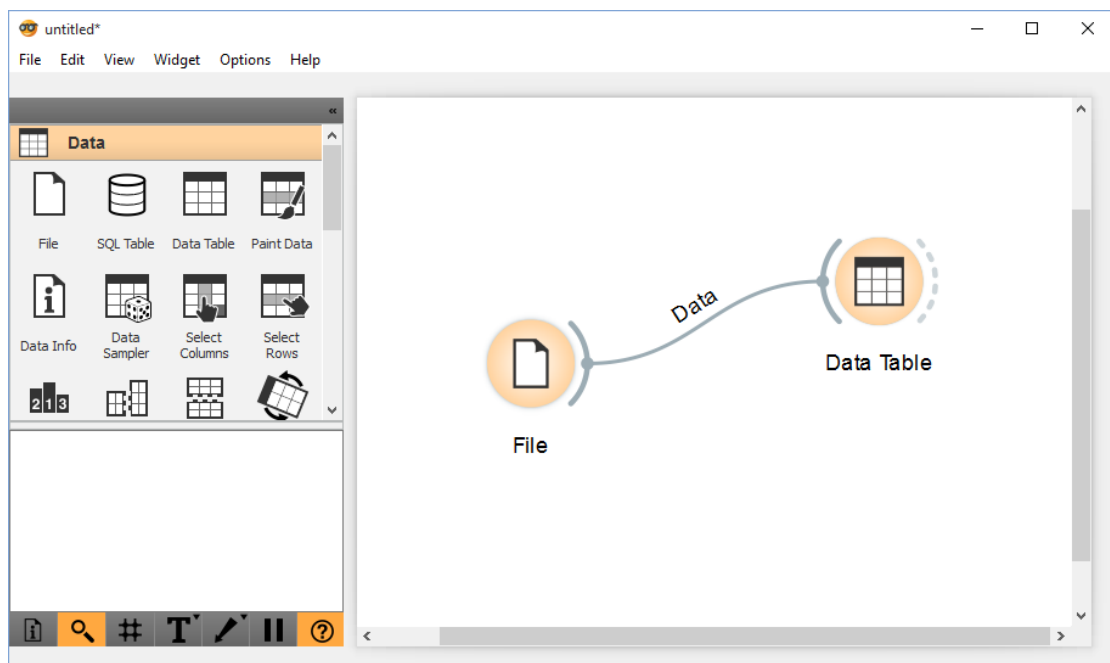 untitled*
File Edit View Widget Options Help
«
Data
File SQL Table Data Table Paint Data
Data Info Data Sampler Select Columns Select Rows
2 1 3
Data
Data Table
File
i T ?